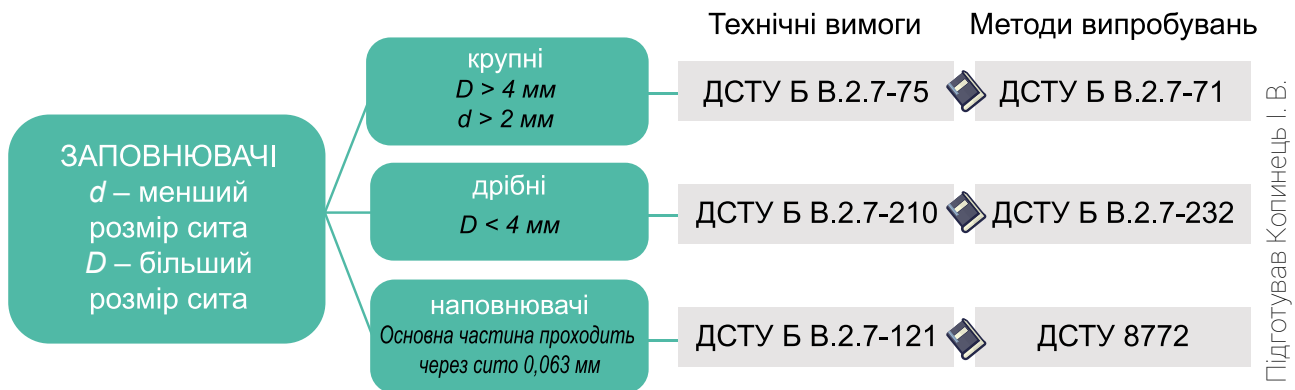 Технічні вимоги
Методи випробувань
ЗАПОВНЮВАЧІ
d – менший
розмір сита
D – більший
розмір сита
крупні
D > 4 мм
d > 2 мм
ДСТУ Б В.2.7-75
ДСТУ Б В.2.7-71
дрібні
D < 4 мм
ДСТУ Б В.2.7-210
ДСТУ Б В.2.7-232
наповнювачі
Основна частина проходить
через сито 0,063 мм
ДСТУ Б В.2.7-121
ДСТУ 8772
Підготував Копинець І. В.